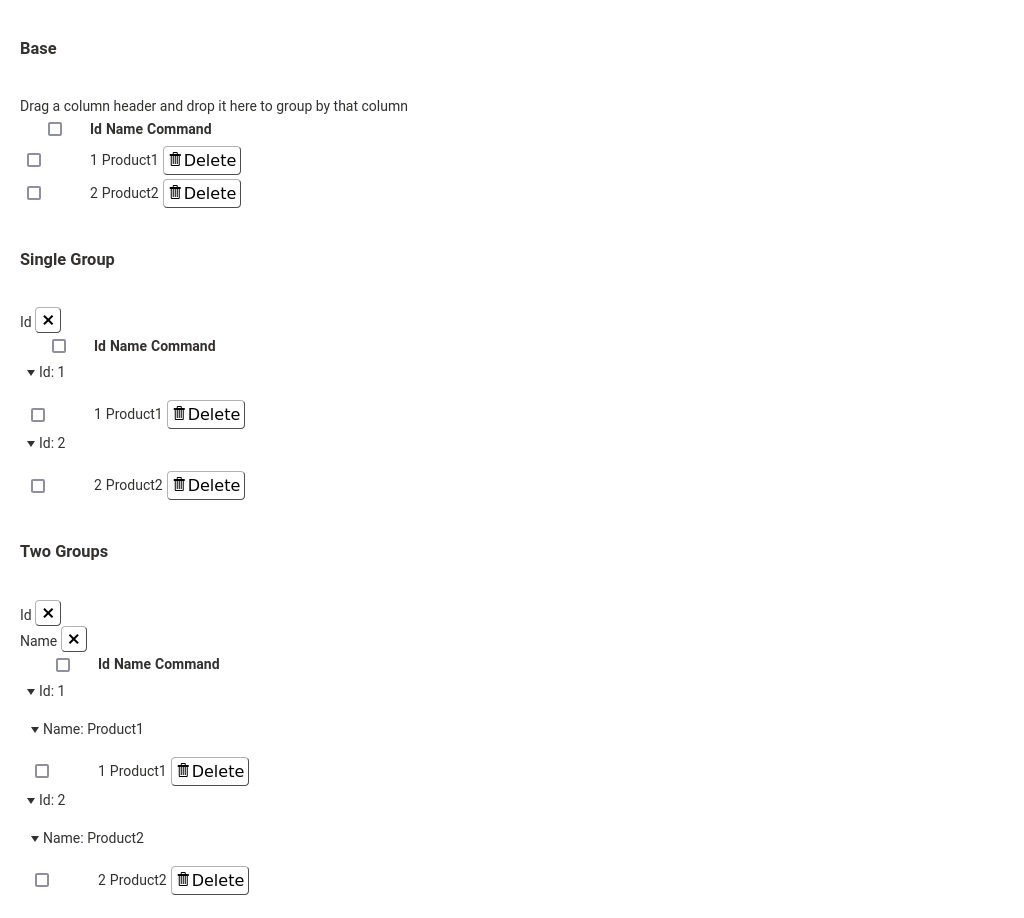 Base
Drag a column header and drop it here to group by that column
Id Name Command
1 Product1 Delete
2 Product2 Delete
Single Group
Id
Id Name Command
Id: 1
1 Product1 Delete
Id: 2
2 Product2 Delete
Two Groups
Id
Name
Id Name Command
Id: 1
Name: Product1
1 Product1 Delete
Id: 2
Name: Product2
2 Product2 Delete